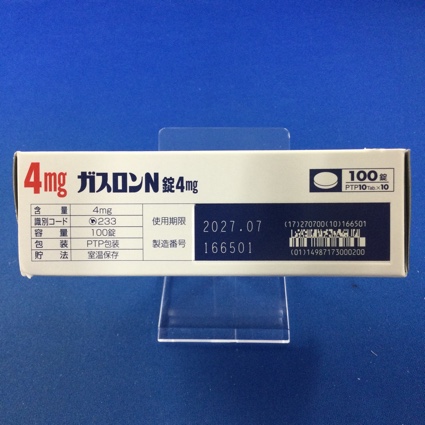 4mg ガスロンN錠4mg
100錠
PTP10Tab.×10
含量 4mg
識別コード 233
容量 100錠
包装 PTP包装
貯法 室温保存
使用期限 2027.07
製造番号 166501
(17)270700(10)166501
(01)14987173000200